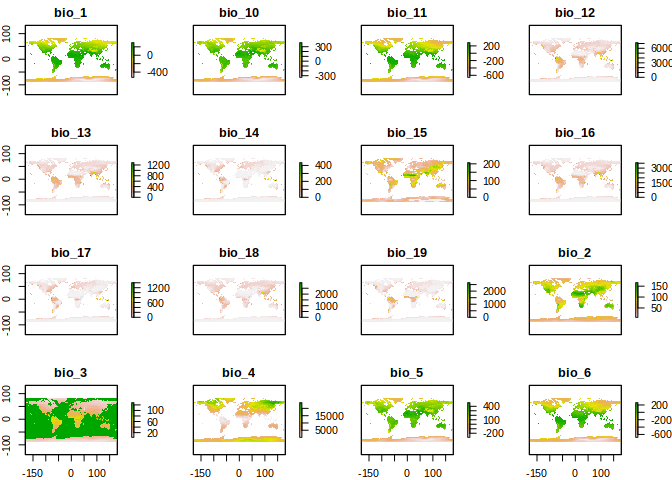 bio_1 bio_10 bio_11 bio_12
100 0 -100
0 -400
300 0 -300
200 -200 -600
6000 3000 0
bio_13 bio_14 bio_15 bio_16
100 0 -100
1200 800 400 0
400 200 0
200 100 0
3000 1500 0
bio_17 bio_18 bio_19 bio_2
100 0 -100
1200 600 0
2000 1000 0
2000 1000 0
150 100 50
bio_3 bio_4 bio_5 bio_6
100 0 -100
100 60 20
15000 5000
400 100 -200
200 -200 -600
-150 0 100 -150 0 100 -150 0 100 -150 0 100